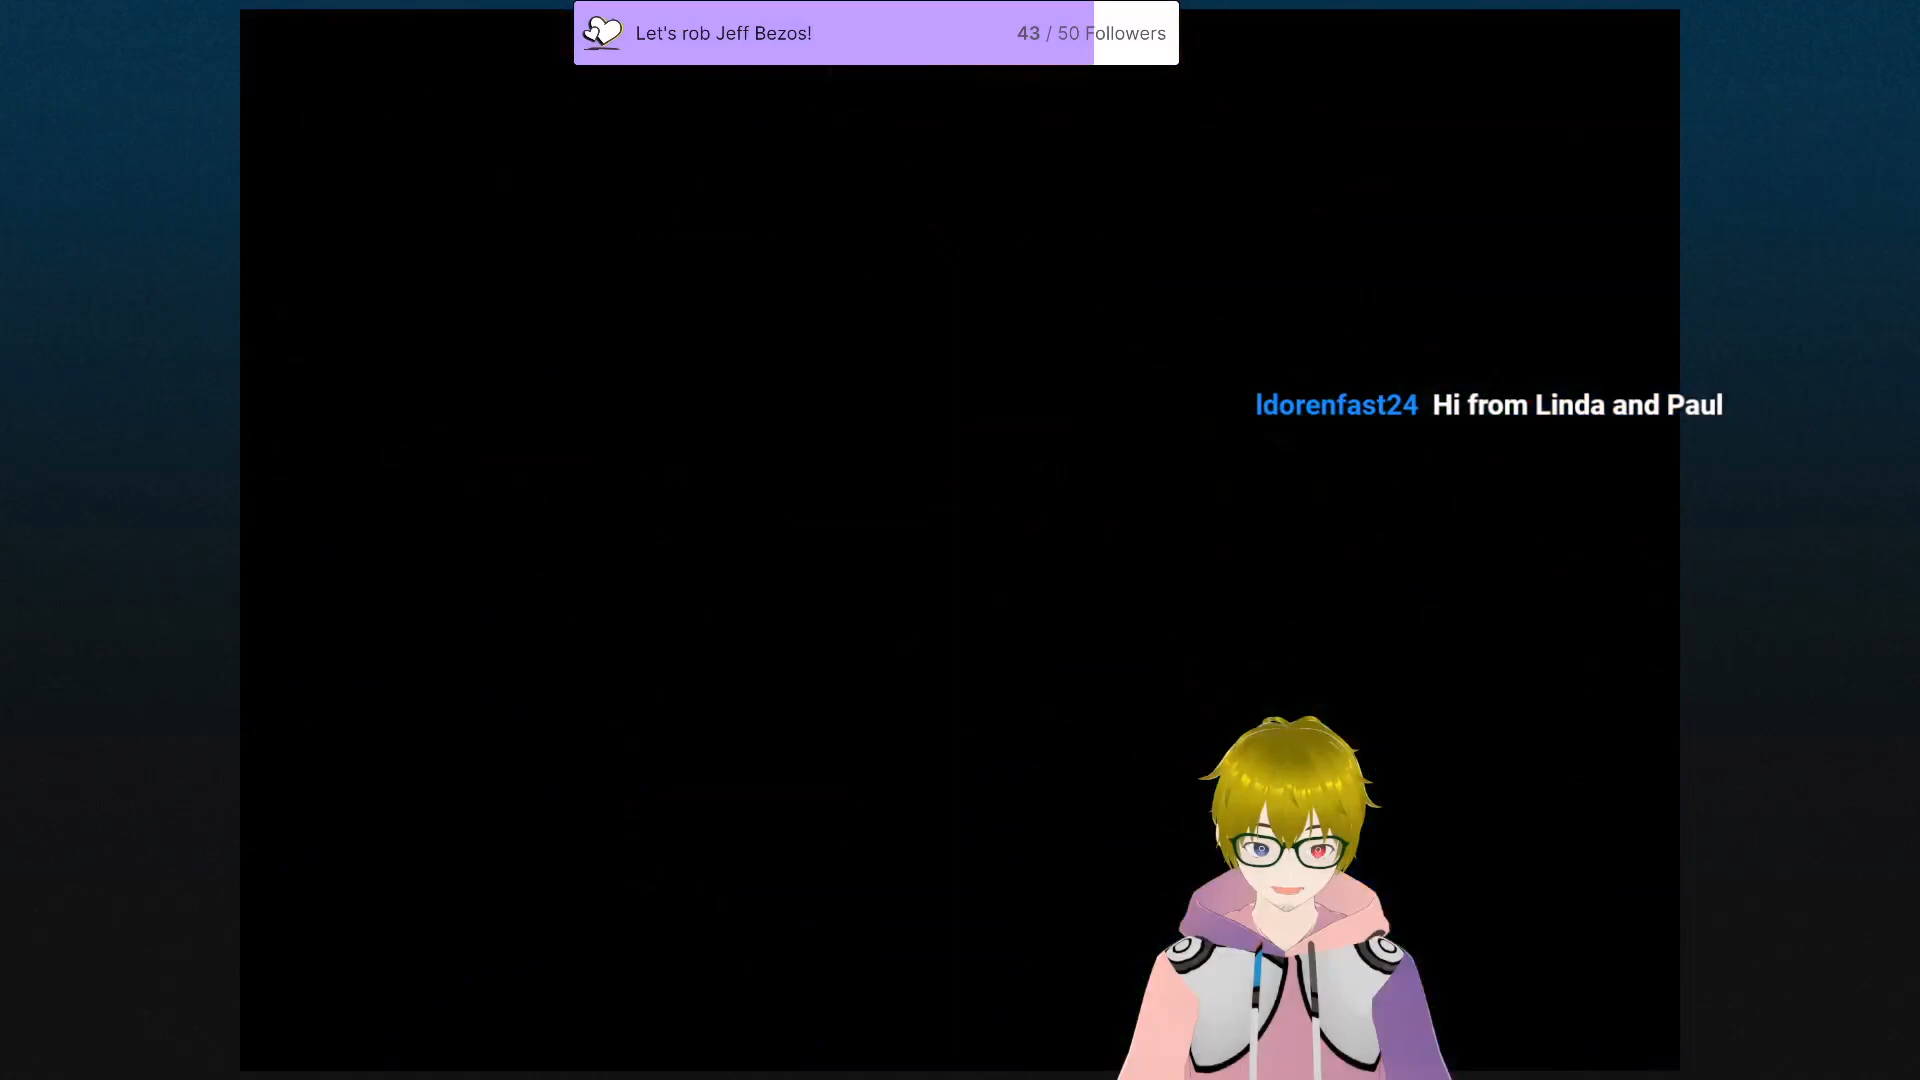 Let's rob Jeff Bezos! 43 / 50 Followers
ldorenfast24 Hi from Linda and Paul